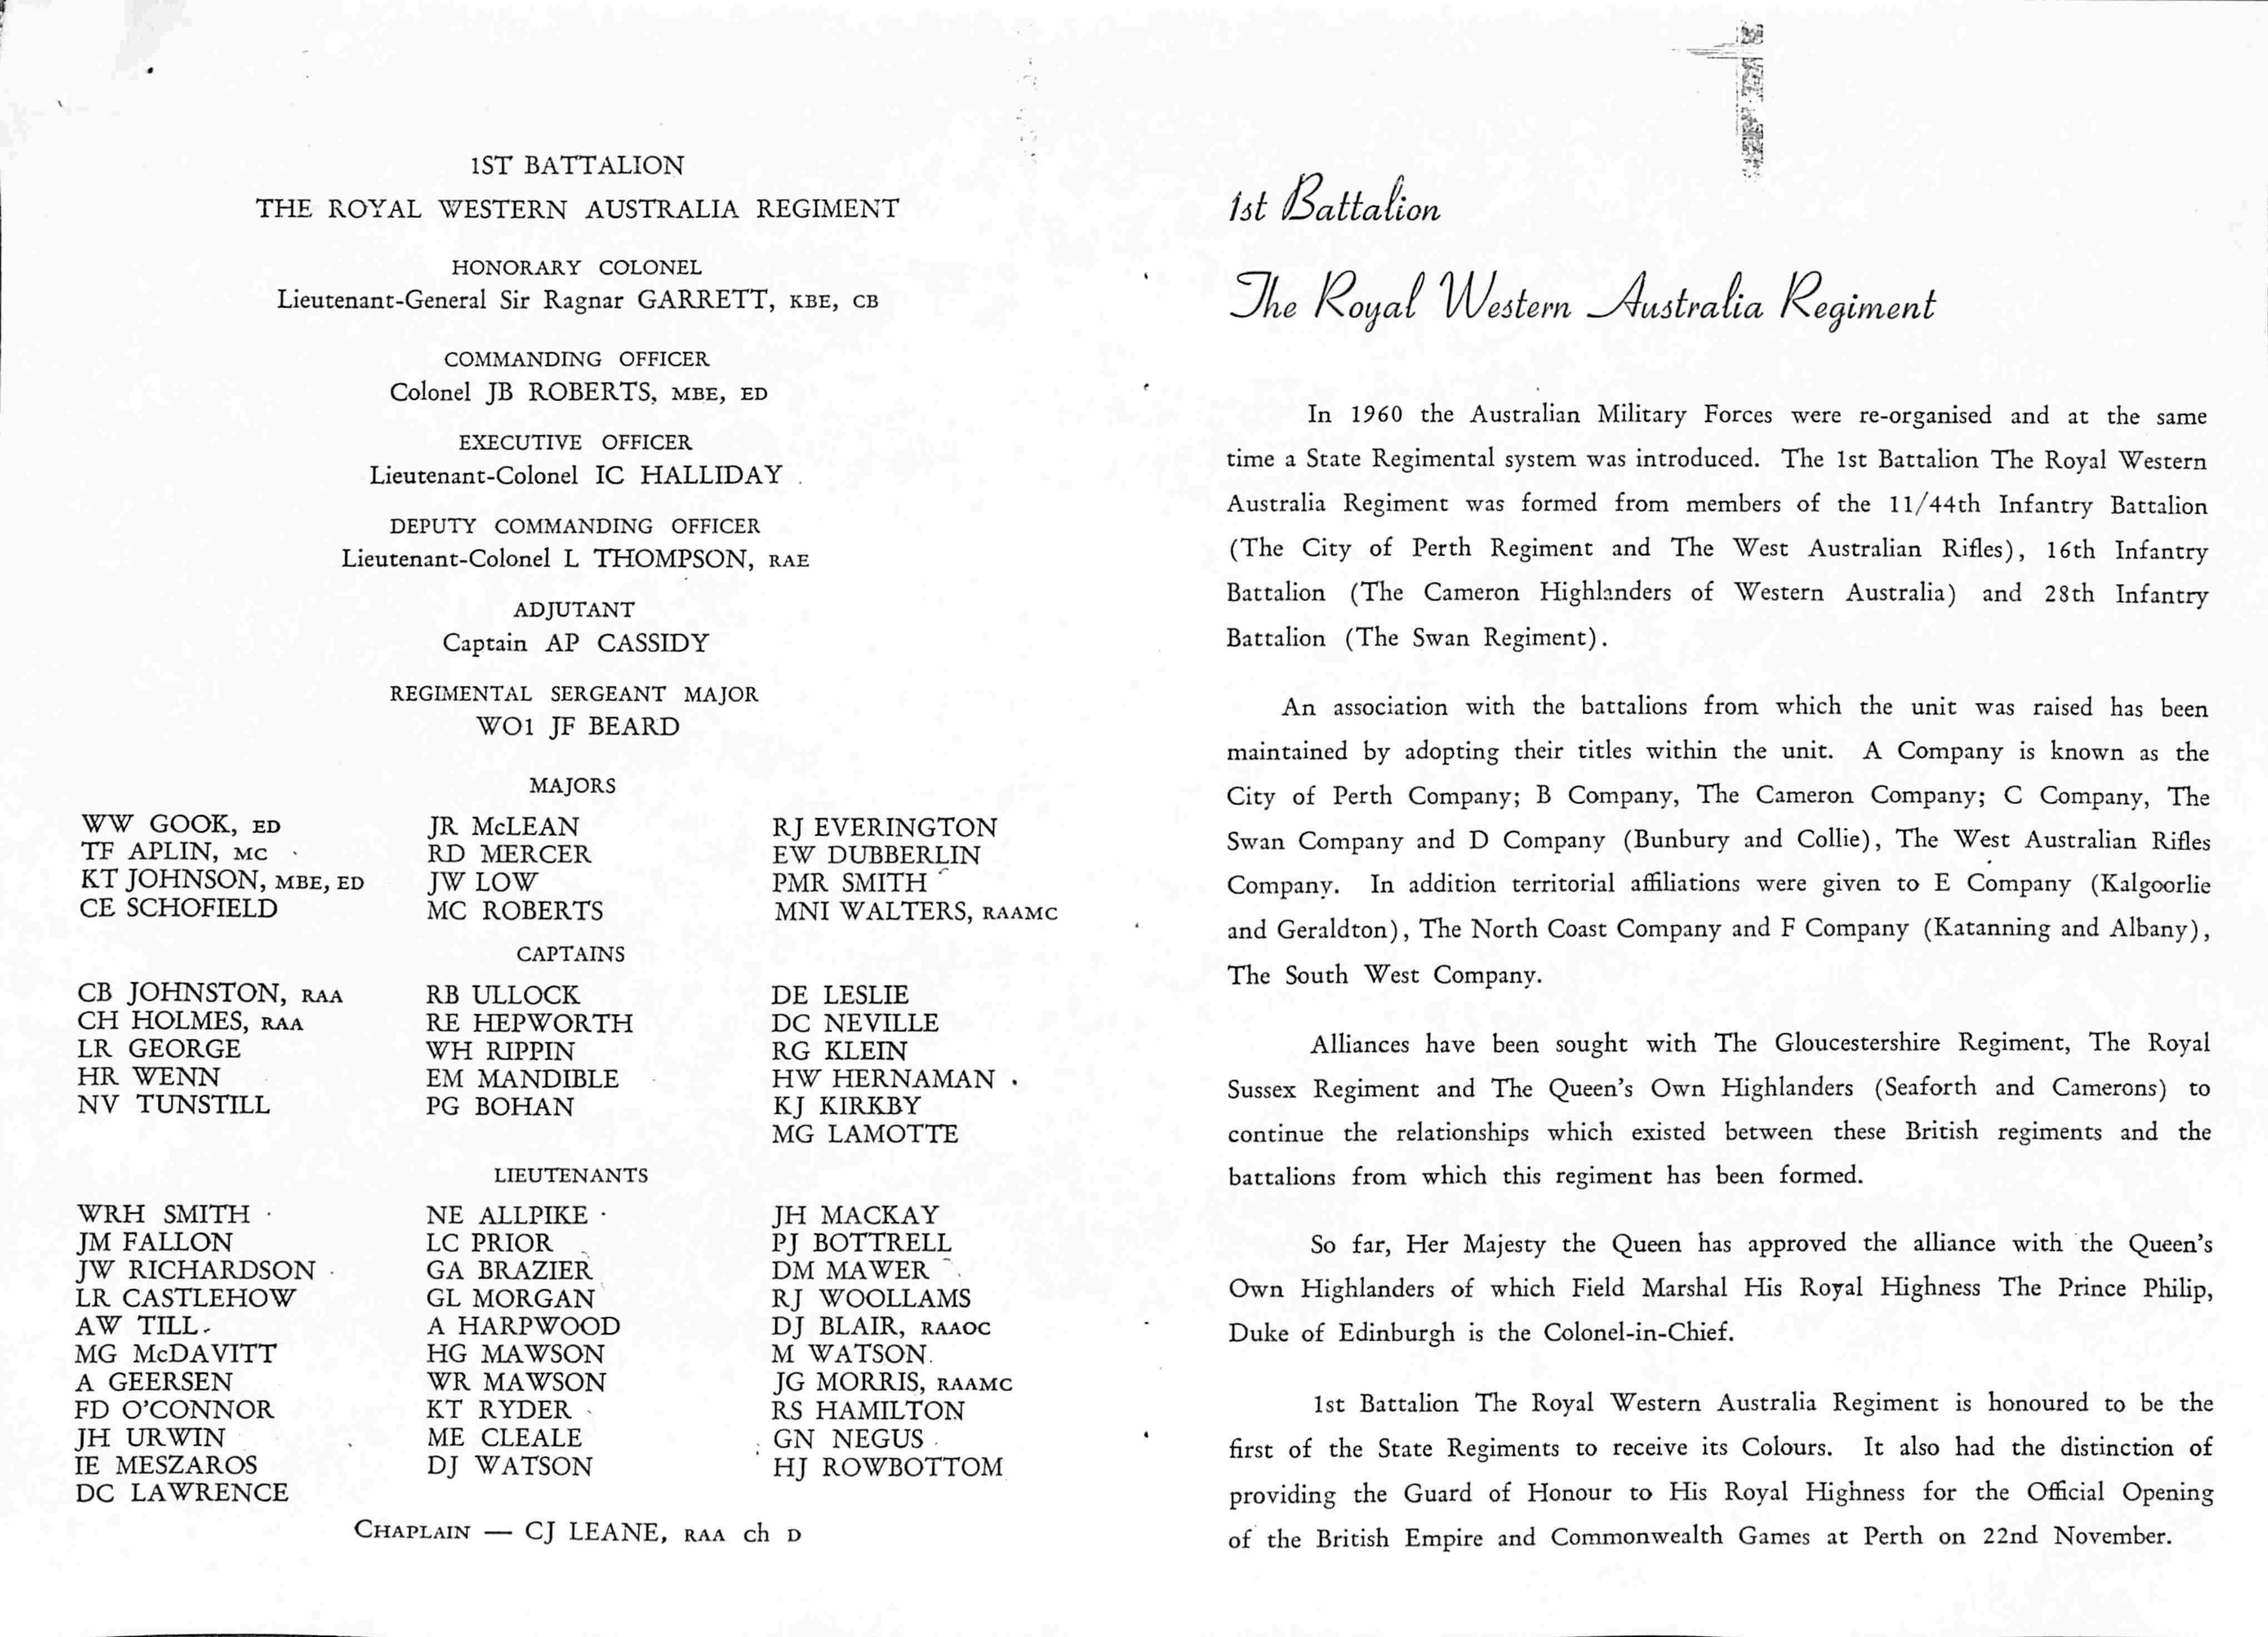 1ST BATTALION
THE ROYAL WESTERN AUSTRALIA REGIMENT
HONORARY COLONEL
Lieutenant-General Sir Ragnar GARRETT, KBE, CB
COMMANDING OFFICER
Colonel JB ROBERTS, MBE, ED
EXECUTIVE OFFICER
Lieutenant-Colonel IC HALLIDAY
DEPUTY COMMANDING OFFICER
Lieutenant-Colonel L THOMPSON, RAE
ADJUTANT
Captain AP CASSIDY
REGIMENTAL SERGEANT MAJOR
WO1 JF BEARD
MAJORS
WW GOOK, ED
TF APLIN, MC
KT JOHNSON, MBE, ED
CE SCHOFIELD
JR McLEAN
RD MERCER
JW LOW
MC ROBERTS
RJ EVERINGTON
EW DUBBERLIN
PMR SMITH
MNI WALTERS, RAAMC
CAPTAINS
CB JOHNSTON, RAA
CH HOLMES, RAA
LR GEORGE
HR WENN
NV TUNSTILL
RB ULLOCK
RE HEPWORTH
WH RIPPIN
EM MANDIBLE
PG BOHAN
DE LESLIE
DC NEVILLE
RG KLEIN
HW HERNAMAN
KJ KIRKBY
MG LAMOTTE
LIEUTENANTS
WRH SMITH
JM FALLON
JW RICHARDSON
LR CASTLEHOW
AW TILL
MG McDAVITT
A GEERSEN
FD O'CONNOR
JH URWIN
IE MESZAROS
DC LAWRENCE
NE ALLPIKE
LC PRIOR
GA BRAZIER
GL MORGAN
A HARPWOOD
HG MAWSON
WR MAWSON
KT RYDER
ME CLEALE
DJ WATSON
JH MACKAY
PJ BOTTRELL
DM MAWER
RJ WOOLLAMS
DJ BLAIR, RAAOC
M WATSON
JG MORRIS, RAAMC
RS HAMILTON
GN NEGUS
HJ ROWBOTTOM
CHAPLAIN — CJ LEANE, RAA ch D
1st Battalion
The Royal Western Australia Regiment
In 1960 the Australian Military Forces were re-organised and at the same
time a State Regimental system was introduced. The 1st Battalion The Royal Western
Australia Regiment was formed from members of the 11/44th Infantry Battalion
(The City of Perth Regiment and The West Australian Rifles), 16th Infantry
Battalion (The Cameron Highlanders of Western Australia) and 28th Infantry
Battalion (The Swan Regiment).
An association with the battalions from which the unit was raised has been
maintained by adopting their titles within the unit. A Company is known as the
City of Perth Company; B Company, The Cameron Company; C Company, The
Swan Company and D Company (Bunbury and Collie), The West Australian Rifles
Company. In addition territorial affiliations were given to E Company (Kalgoorlie
and Geraldton), The North Coast Company and F Company (Katanning and Albany),
The South West Company.
Alliances have been sought with The Gloucestershire Regiment, The Royal
Sussex Regiment and The Queen's Own Highlanders (Seaforth and Camerons) to
continue the relationships which existed between these British regiments and the
battalions from which this regiment has been formed.
So far, Her Majesty the Queen has approved the alliance with the Queen's
Own Highlanders of which Field Marshal His Royal Highness The Prince Philip,
Duke of Edinburgh is the Colonel-in-Chief.
1st Battalion The Royal Western Australia Regiment is honoured to be the
first of the State Regiments to receive its Colours. It also had the distinction of
providing the Guard of Honour to His Royal Highness for the Official Opening
of the British Empire and Commonwealth Games at Perth on 22nd November.